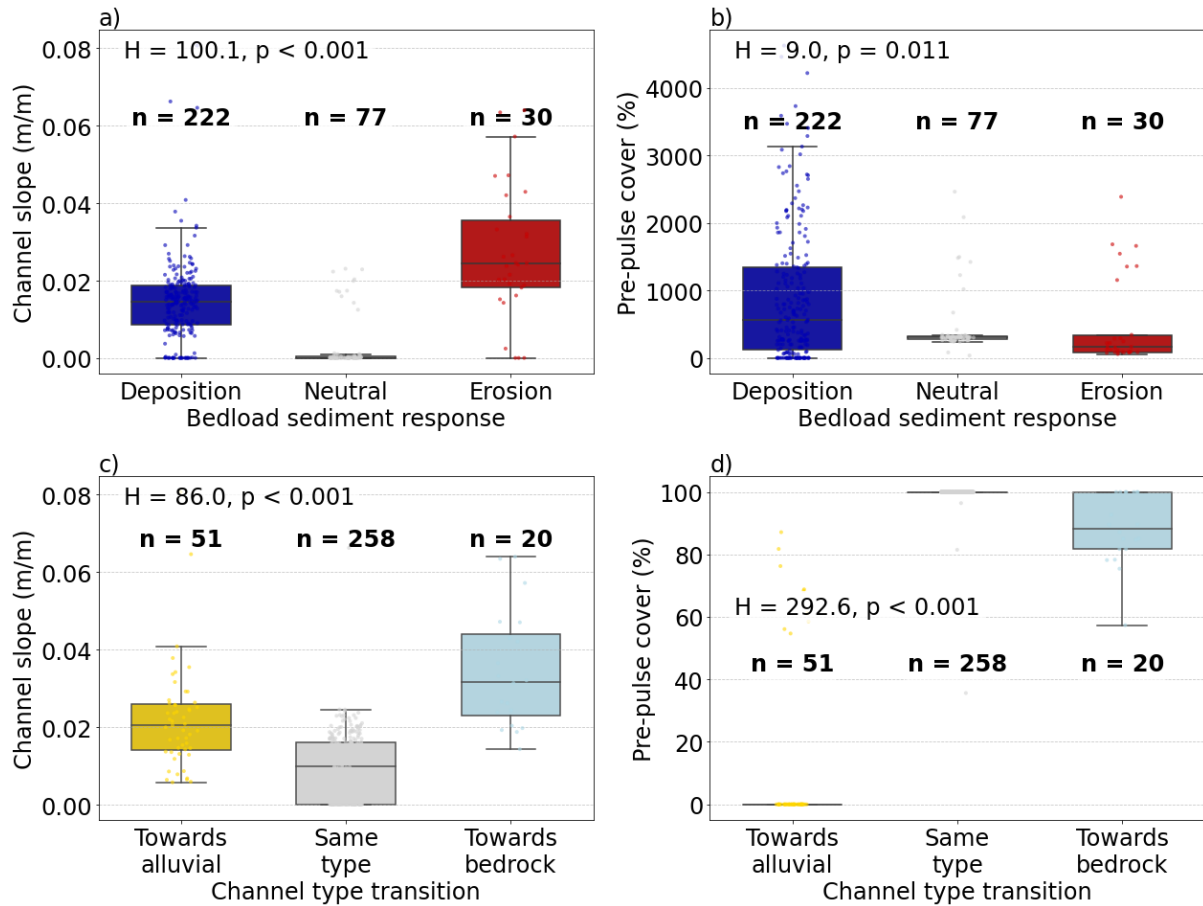 a)
H = 100.1, p < 0.001
n = 222
n = 77
n = 30
0.08
0.06
0.04
0.02
0.00
Channel slope (m/m)
Deposition
Neutral
Erosion
Bedload sediment response
b)
H = 9.0, p = 0.011
n = 222
n = 77
n = 30
4000
3000
2000
1000
0
Pre-pulse cover (%)
Deposition
Neutral
Erosion
Bedload sediment response
c)
H = 86.0, p < 0.001
n = 51
n = 258
n = 20
0.08
0.06
0.04
0.02
0.00
Channel slope (m/m)
Towards
alluvial
Same
type
Towards
bedrock
Channel type transition
d)
100
80
60
40
20
0
Pre-pulse cover (%)
H = 292.6, p < 0.001
n = 51
n = 258
n = 20
Towards
alluvial
Same
type
Towards
bedrock
Channel type transition